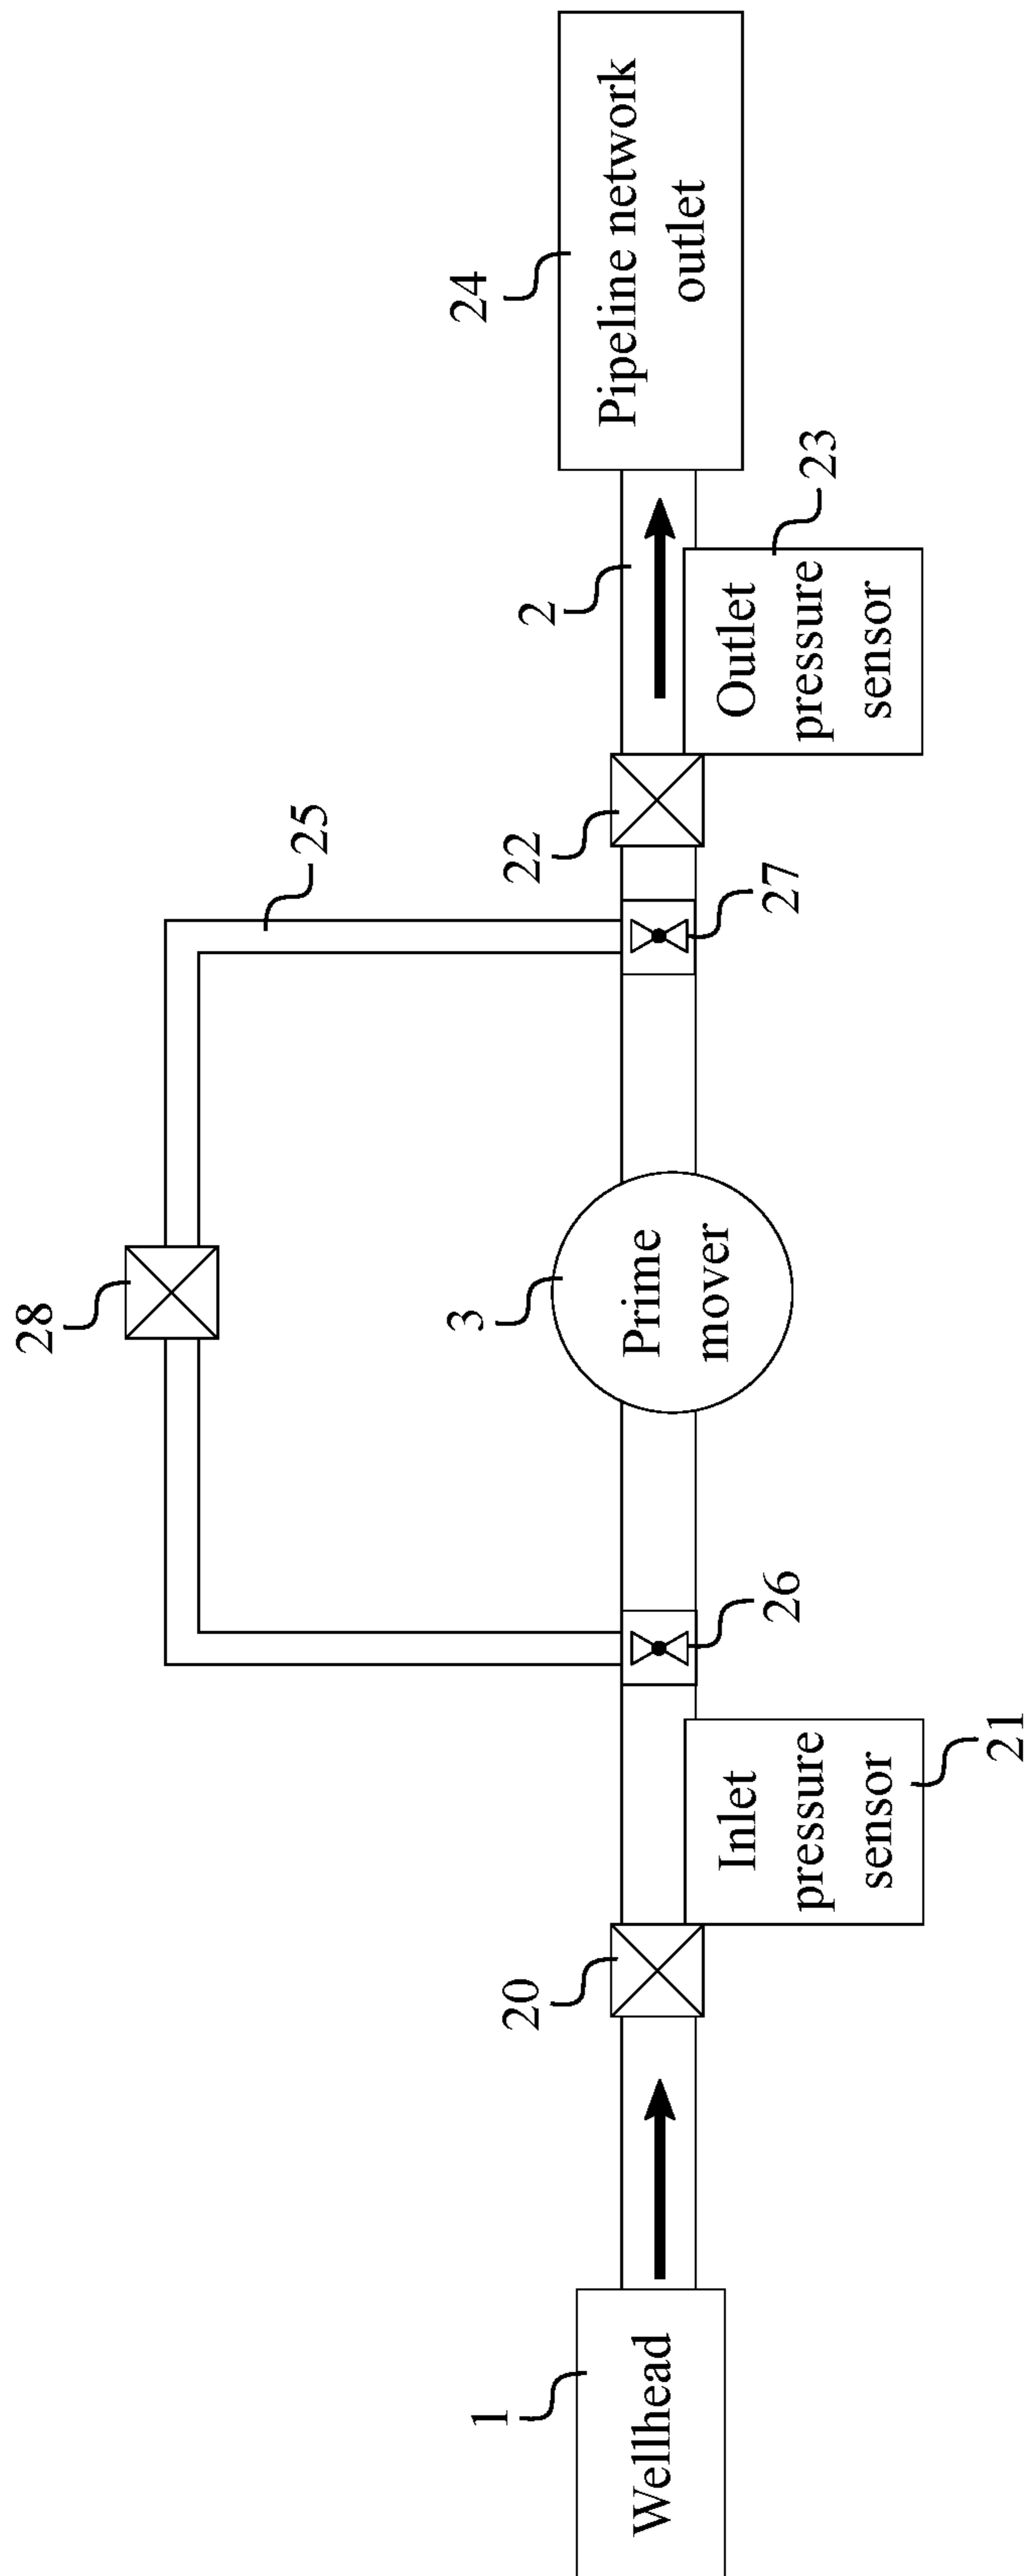 28
25
1
Wellhead
20
Inlet
pressure
sensor
21
26
3
Prime
mover
27
22
Outlet
pressure
sensor
23
2
24
Pipeline network
outlet